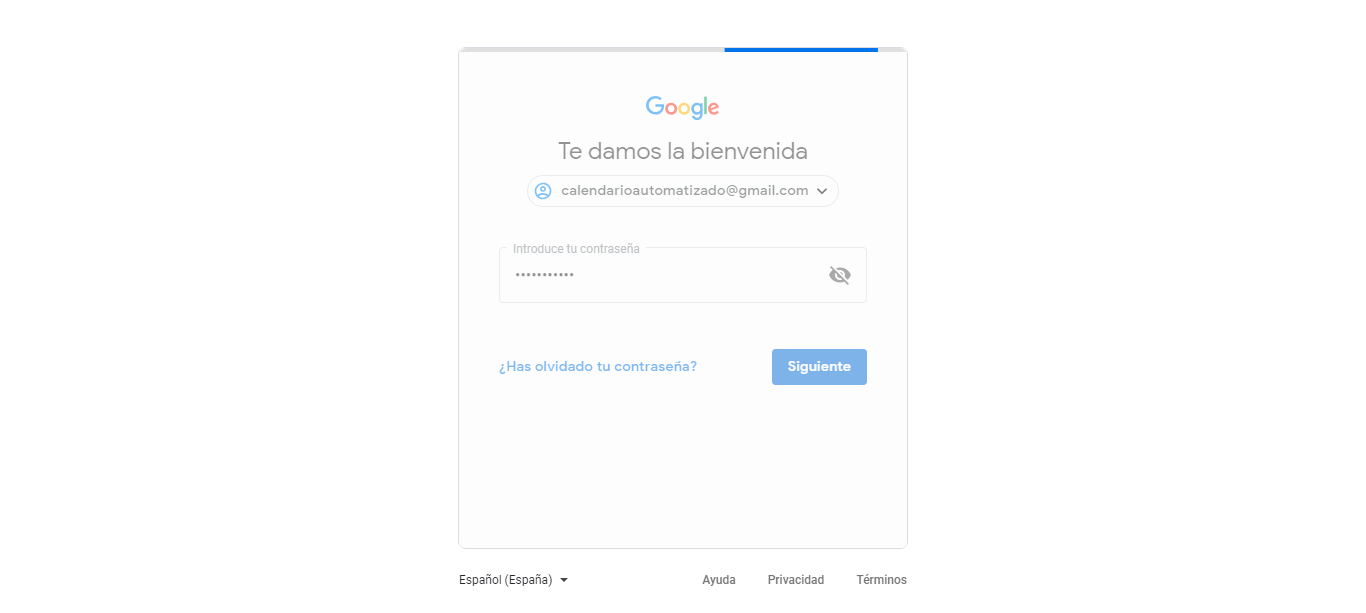 Google
Te damos la bienvenida
calendarioautomatizado@gmail.com
Introduce tu contraseña
•••••••••••
¿Has olvidado tu contraseña? Siguiente
Español (España) Ayuda Privacidad Términos